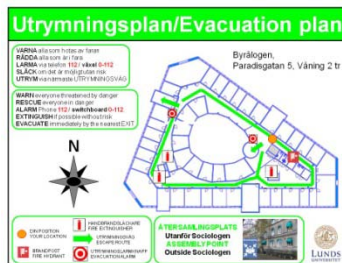 Utrymningsplan/Evacuation plan
VARNA alla som hotas av faran
RÄDDA alla som är i fara
LARMA via telefon 112 / växel 0-112
SLÄCK om det är möjligt utan risk
UTRYM via närmaste UTRYMNINGSVÄG
Byrålogen,
Paradisgatan 5, Våning 2 tr
WARN everyone threatened by danger
RESCUE everyone in danger
ALARM Phone 112 / switchboard 0-112
EXTINGUISH if possible without risk
EVACUATE immediately by the nearest EXIT
N
DIN POSITION
YOUR LOCATION
BRANDPOST
FIRE HYDRANT
HANDBRANDSLÄCKARE
FIRE EXTINGUISHER
UTRYMNINGSVÄG
ESCAPE ROUTE
UTRYMNINGSLARMKNAPP
EVACUATION ALARM
ÅTERSAMLINGSPLATS
Utanför Sociologen
ASSEMBLY POINT
Outside Sociologen
LUNDS
UNIVERSITET